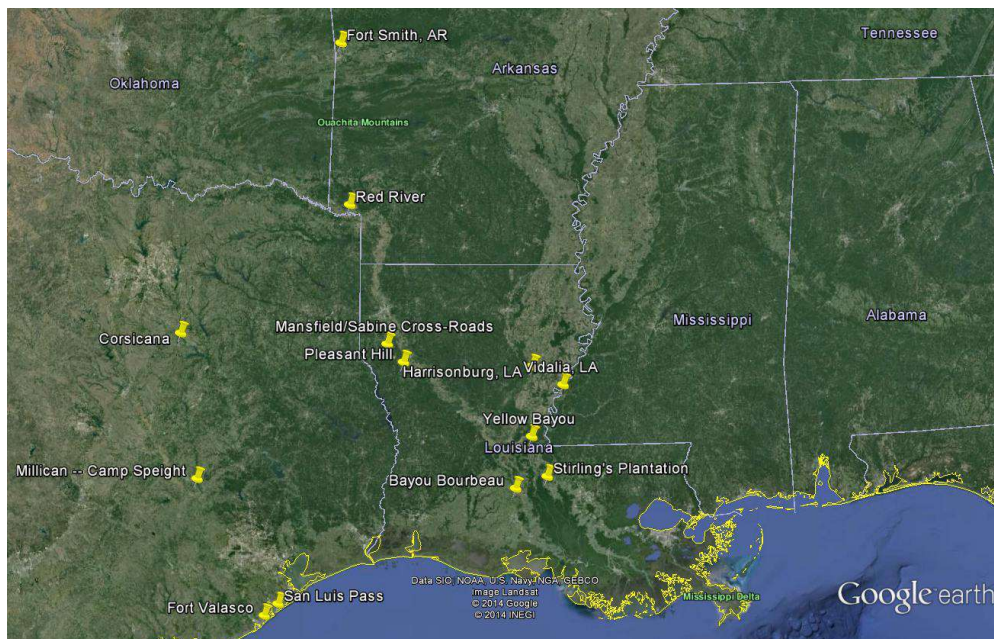 Fort Smith, AR
Tennessee
Arkansas
Oklahoma
Ouachita Mountains
Red River
Mansfield/Sabine Cross-Roads
Mississippi
Alabama
Corsicana
Pleasant Hill
Harrisonburg, LA
Vidalia, LA
Yellow Bayou
Louisiana
Millican -- Camp Speight
Stirling's Plantation
Bayou Bourbeau
Data SIO, NOAA, U.S. Navy, NGA, GEBCO
Image Landsat
© 2014 Google
© 2014 INEGI
Mississippi Delta
Google earth
San Luis Pass
Fort Valasco